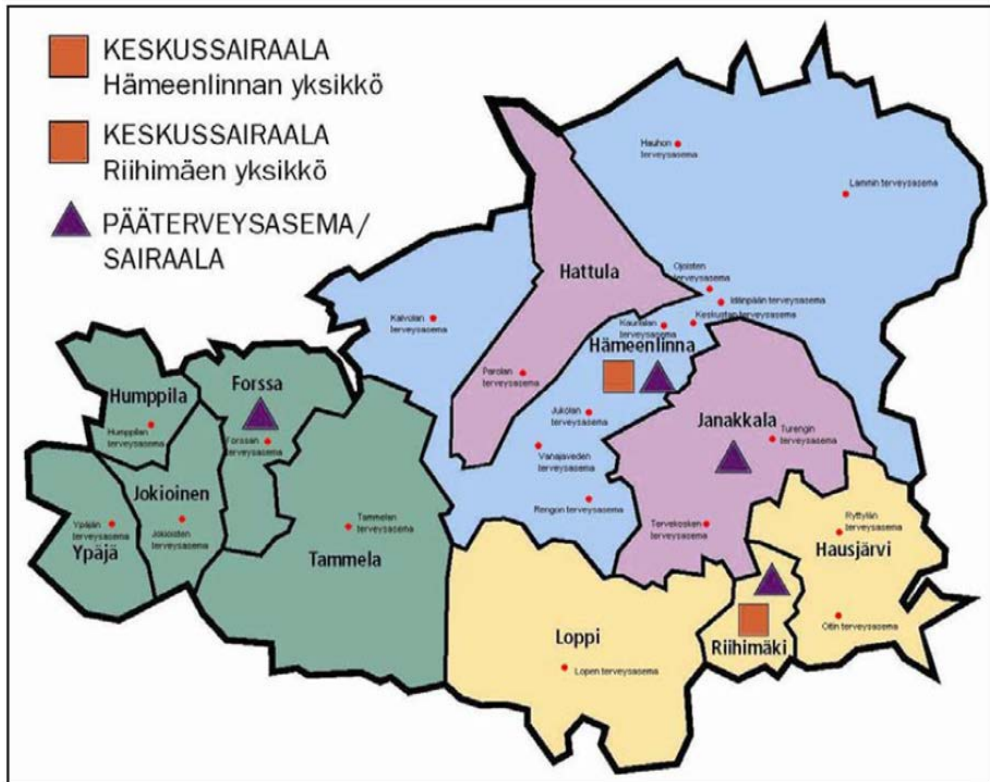 KESKUSSAIRAALA
Hämeenlinnan yksikkö
KESKUSSAIRAALA
Riihimäen yksikkö
PÄÄTERVEYSASEMA/
SAIRAALA
Hauhon
terveysasema
Lammin terveysasema
Hattula
Ojoisten
terveysasema
Idänpään terveysasema
Keskustan terveysasema
Kalvolan
terveysasema
Kaurialan
terveysasema
Hämeenlinna
Parolan
terveysasema
Humppila
Forssa
Humppilan
terveysasema
Forssan
terveysasema
Jukolan
terveysasema
Janakkala
Turengin
terveysasema
Vanajaveden
terveysasema
Jokioinen
Rengon terveysasema
Ypäjän
terveysasema
Ypäjä
Jokioisten
terveysasema
Tammelan
terveysasema
Tammela
Tervakosken
terveysasema
Ryttylän
terveysasema
Hausjärvi
Oitin terveysasema
Loppi
Riihimäki
Lopen terveysasema